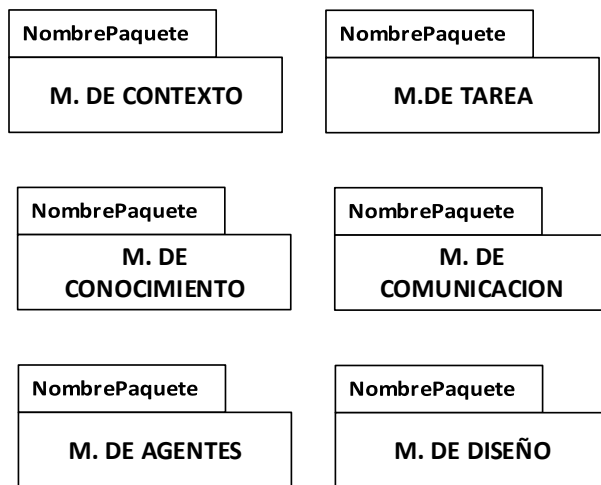 NombrePaquete
M. DE CONTEXTO
NombrePaquete
M.DE TAREA
NombrePaquete
M. DE
CONOCIMIENTO
NombrePaquete
M. DE
COMUNICACION
NombrePaquete
M. DE AGENTES
NombrePaquete
M. DE DISEÑO